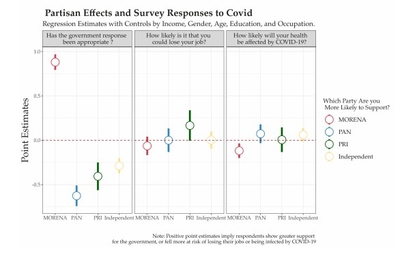 Partisan Effects and Survey Responses to Covid
Regression Estimates with Controls by Income, Gender, Age, Education, and Occupation.
Has the government response
been appropriate ?
How likely is it that you
could lose your job?
How likely will your health
be affected by COVID-19?
Point Estimates
1.0
0.5
0.0
-0.5
MORENA PAN PRI Independent
MORENA PAN PRI Independent
MORENA PAN PRI Independent
Which Party Are you
More Likely to Support?
MORENA
PAN
PRI
Independent
Note: Positive point estimates imply respondents show greater support
for the government, or fell more at risk of losing their jobs or being infected by COVID-19